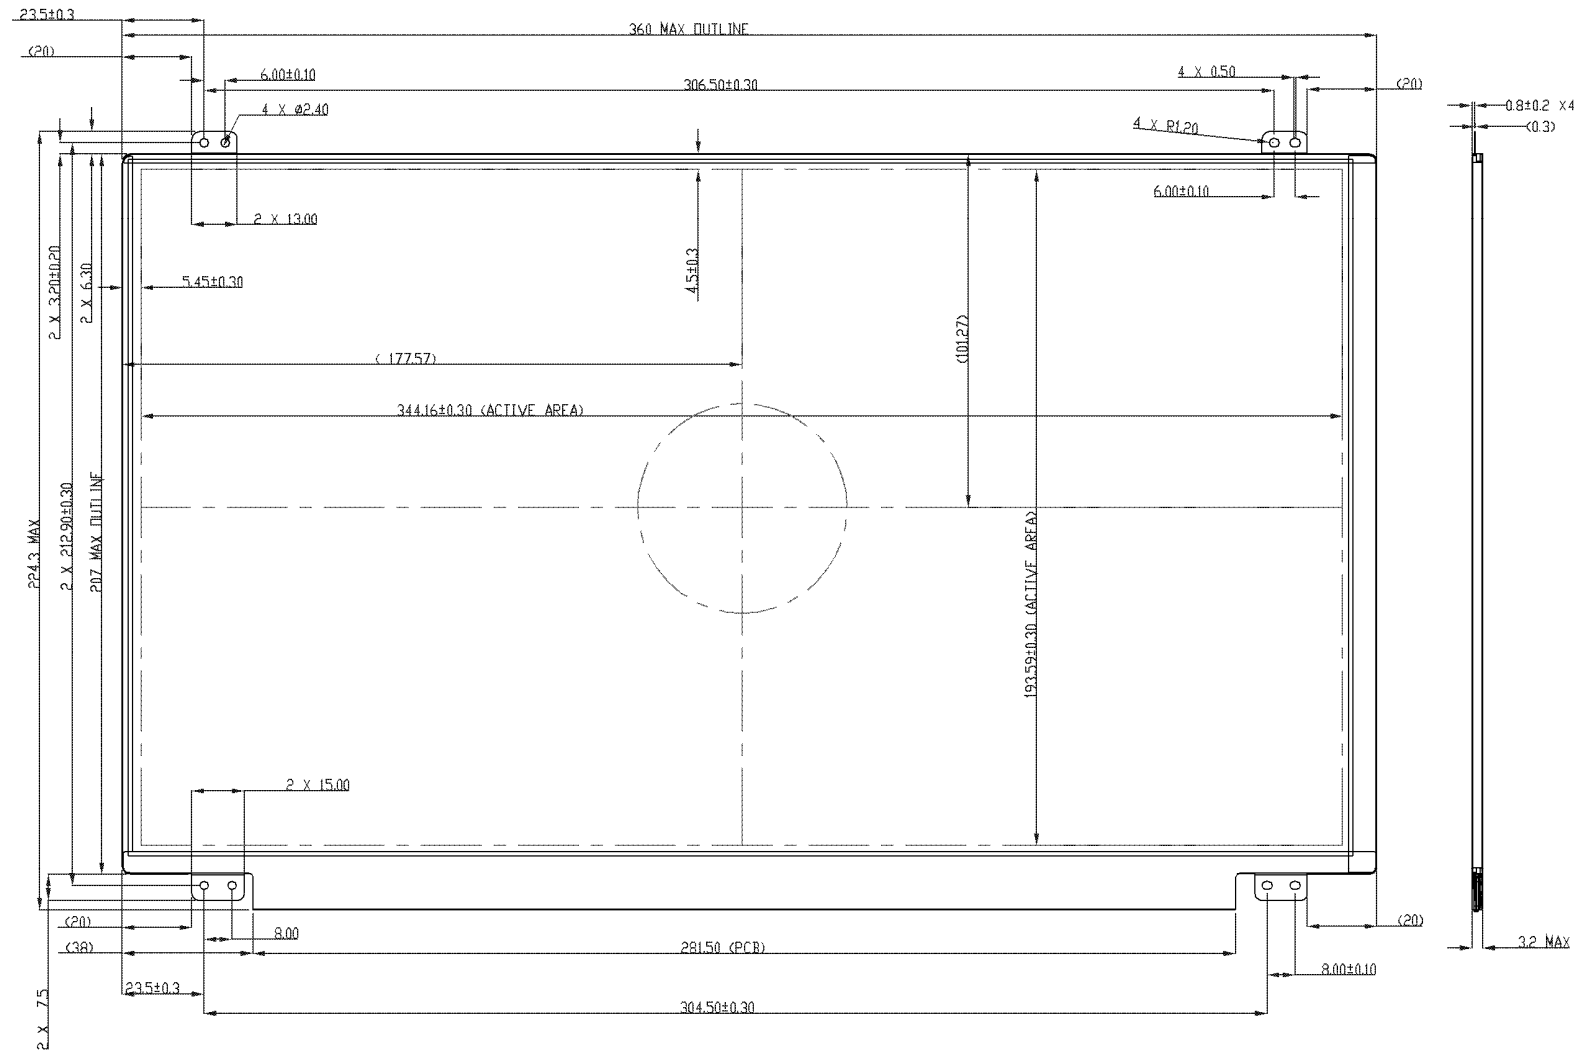 23.5±0.3
360 MAX OUTLINE
(20)
6.00±0.10
306.50±0.30
4 X 0.50
(20)
4 X ø2.40
4 X R1.20
0.8±0.2 X4
(0.3)
2 X 13.00
6.00±0.10
2 X 3.20±0.20
2 X 6.30
5.45±0.30
4.5±0.3
( 177.57)
(101.27)
344.16±0.30 (ACTIVE AREA)
224.3 MAX
2 X 212.90±0.30
207 MAX OUTLINE
193.59±0.30 (ACTIVE AREA)
2 X 15.00
(20)
8.00
(20)
(38)
281.50 (PCB)
3.2 MAX
8.00±0.10
23.5±0.3
304.50±0.30
2 X 7.5